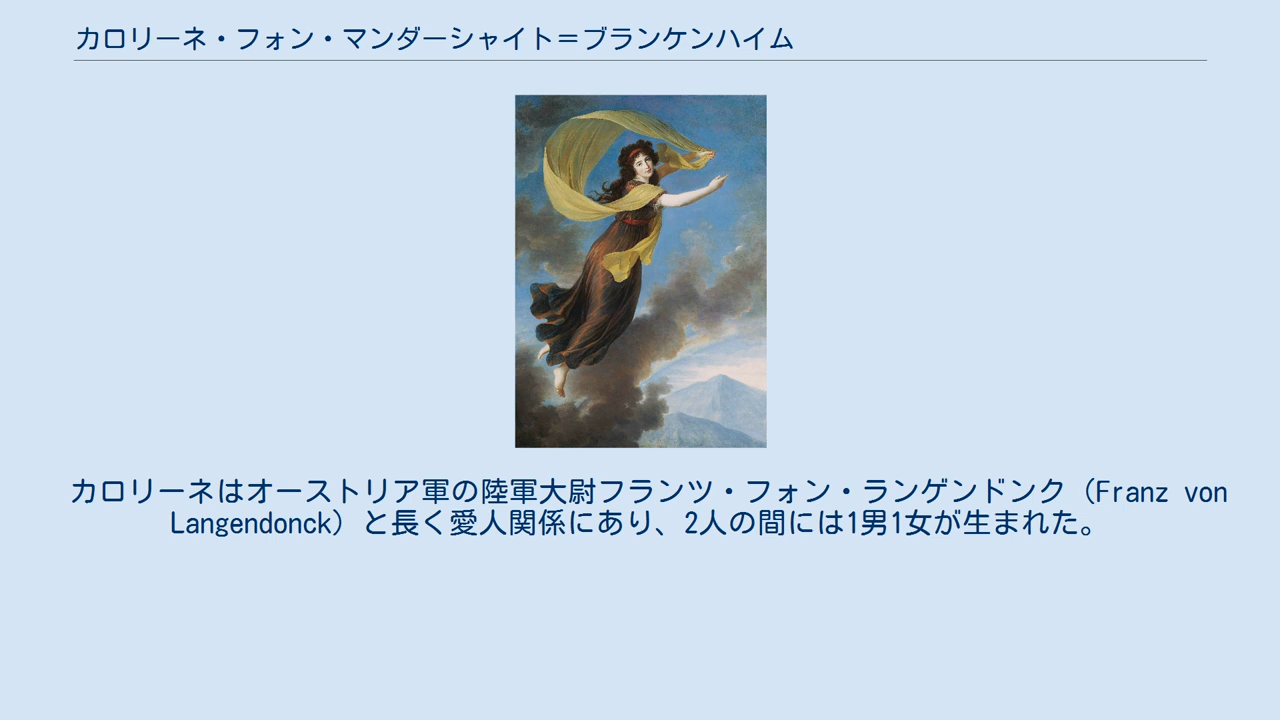 カロリーネ・フォン・マンダーシャイト＝ブランケンハイム
カロリーネはオーストリア軍の陸軍大尉フランツ・フォン・ランゲンドンク（Franz von
Langendonck）と長く愛人関係にあり、2人の間には1男1女が生まれた。